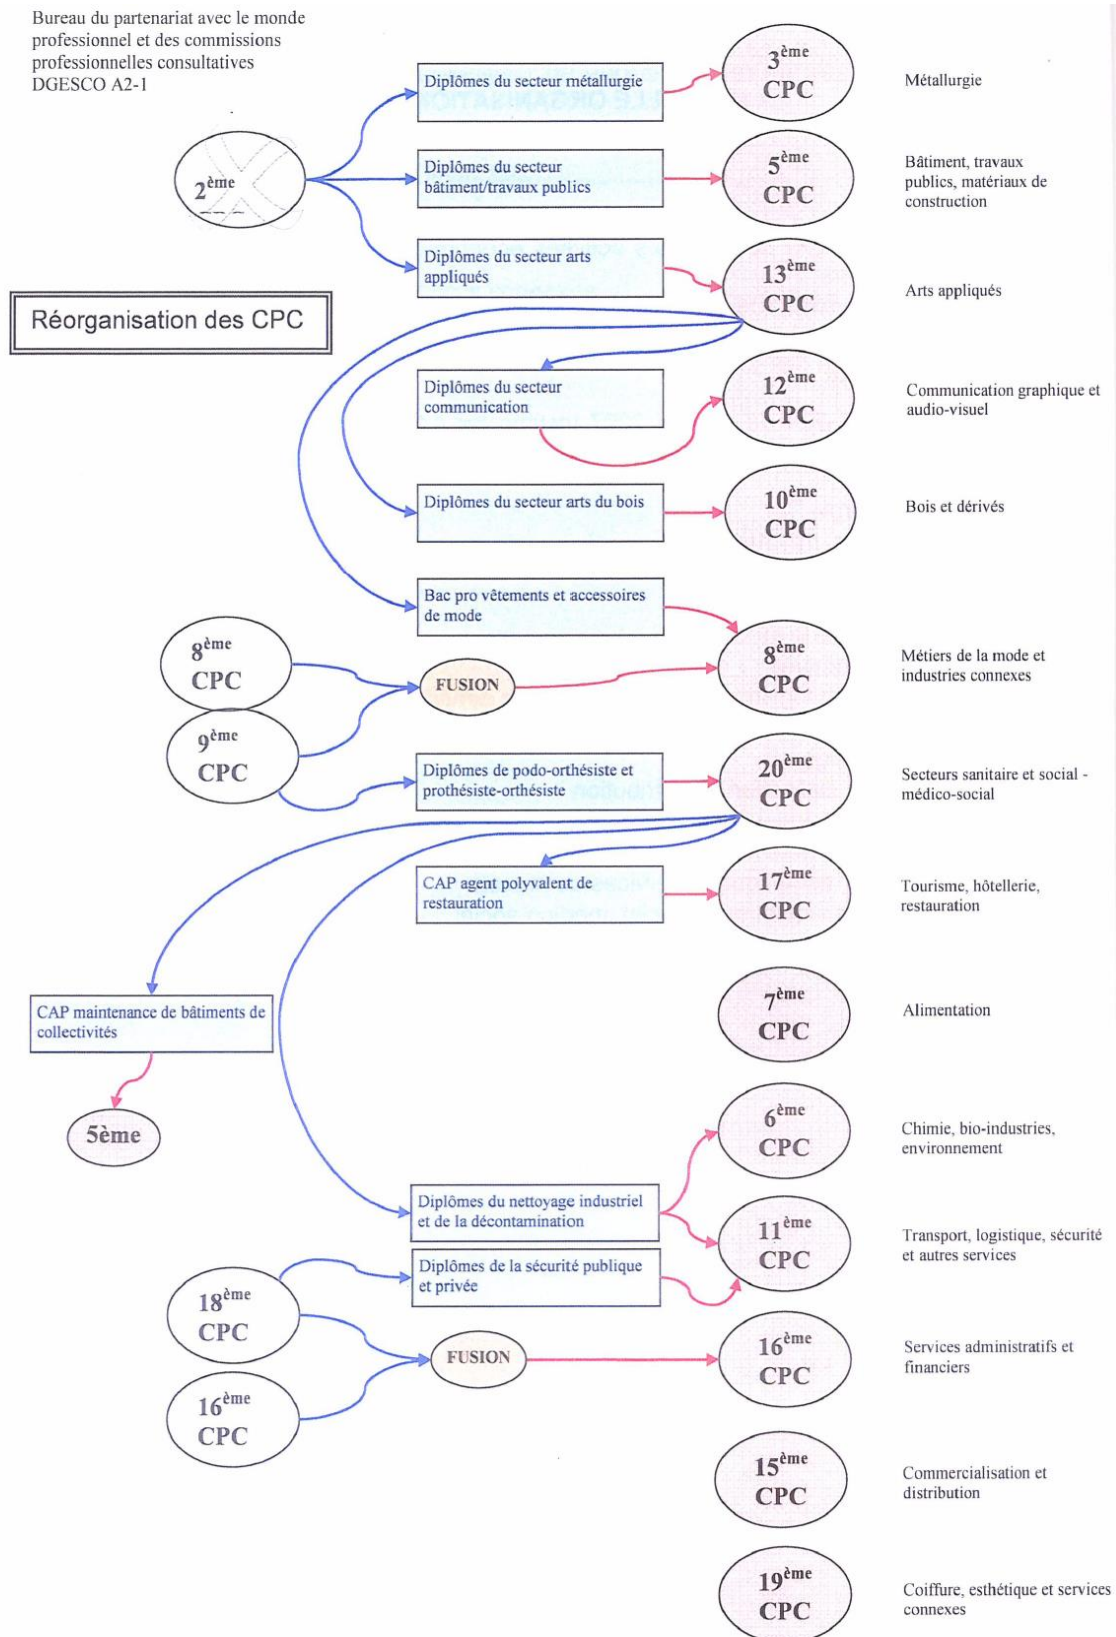 Bureau du partenariat avec le monde
professionnel et des commissions
professionnelles consultatives
DGESCO A2-1
Diplômes du secteur métallurgie
3ème
CPC
Métallurgie
2ème
Diplômes du secteur
bâtiment/travaux publics
5ème
CPC
Bâtiment, travaux
publics, matériaux de
construction
Diplômes du secteur arts
appliqués
13ème
CPC
Arts appliqués
Réorganisation des CPC
Diplômes du secteur
communication
12ème
CPC
Communication graphique et
audio-visuel
Diplômes du secteur arts du bois
10ème
CPC
Bois et dérivés
Bac pro vêtements et accessoires
de mode
8ème
CPC
FUSION
8ème
CPC
Métiers de la mode et
industries connexes
9ème
CPC
Diplômes de podo-orthésiste et
prothésiste-orthésiste
20ème
CPC
Secteurs sanitaire et social -
médico-social
CAP agent polyvalent de
restauration
17ème
CPC
Tourisme, hôtellerie,
restauration
CAP maintenance de bâtiments de
collectivités
7ème
CPC
Alimentation
5ème
6ème
CPC
Chimie, bio-industries,
environnement
Diplômes du nettoyage industriel
et de la décontamination
11ème
CPC
Transport, logistique, sécurité
et autres services
Diplômes de la sécurité publique
et privée
18ème
CPC
FUSION
16ème
CPC
Services administratifs et
financiers
16ème
CPC
15ème
CPC
Commercialisation et
distribution
19ème
CPC
Coiffure, esthétique et services
connexes